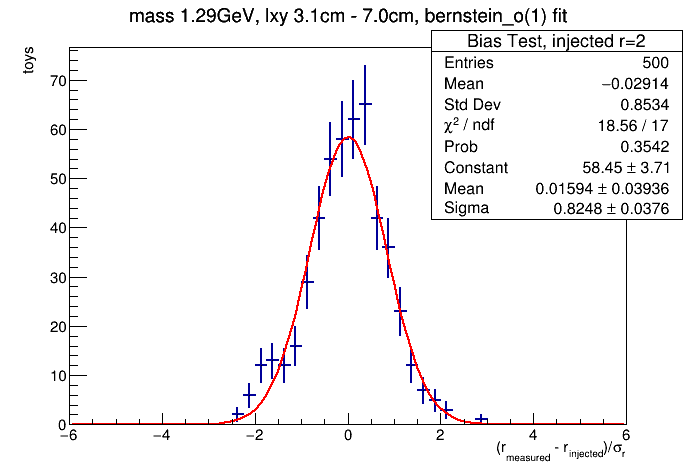 mass 1.29GeV, lxy 3.1cm - 7.0cm, bernstein_o(1) fit
Bias Test, injected r=2
Entries 500
Mean −0.02914
Std Dev 0.8534
χ² / ndf 18.56 / 17
Prob 0.3542
Constant 58.45 ± 3.71
Mean 0.01594 ± 0.03936
Sigma 0.8248 ± 0.0376
toys
70
60
50
40
30
20
10
0
−6 −4 −2 0 2 4 6
(r_measured - r_injected)/σ_r